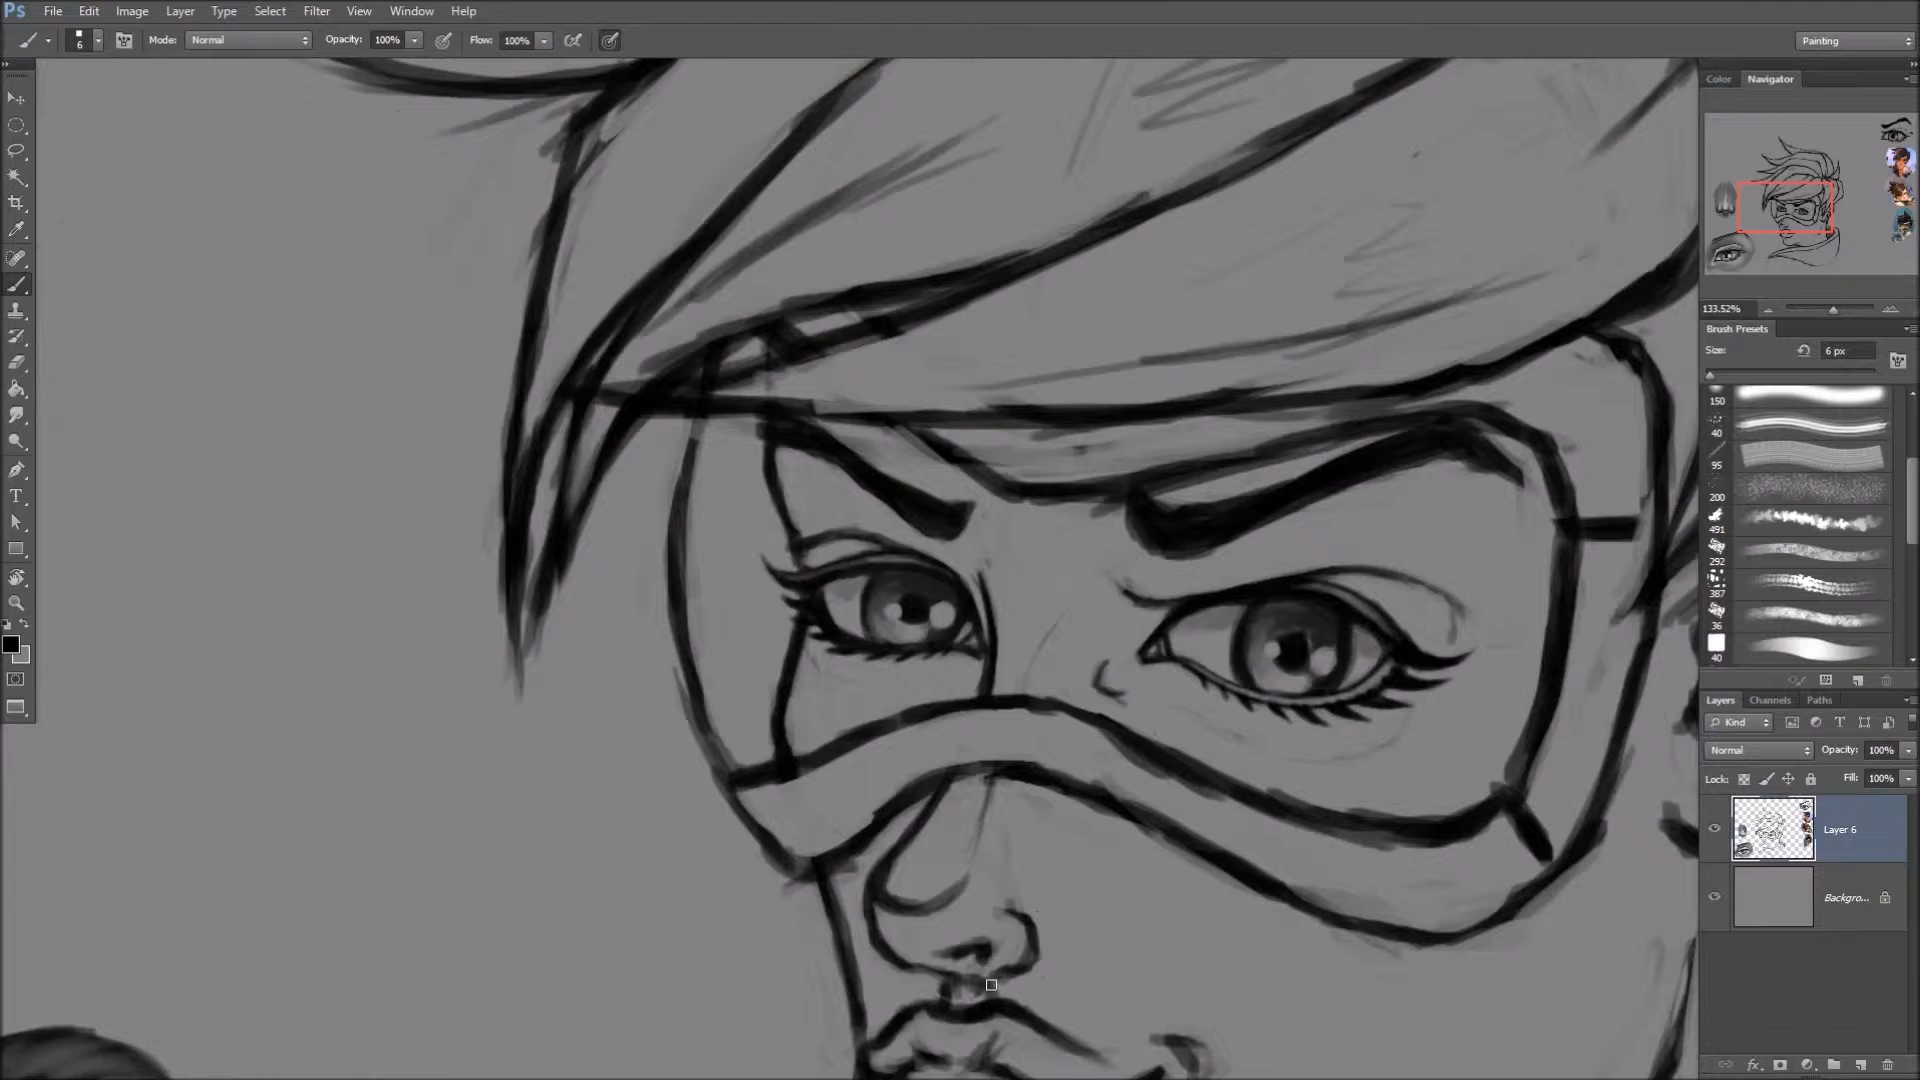 Ps File Edit Image Layer Type Select Filter View Window Help
6 Mode: Normal Opacity: 100% Flow: 100% Painting
Color Navigator
133.52%
Brush Presets
Size: 6 px
150
40
95
200
491
292
387
36
40
Layers Channels Paths
Kind T
Normal Opacity: 100%
Lock: Fill: 100%
Layer 6
Backgro...
fx
T